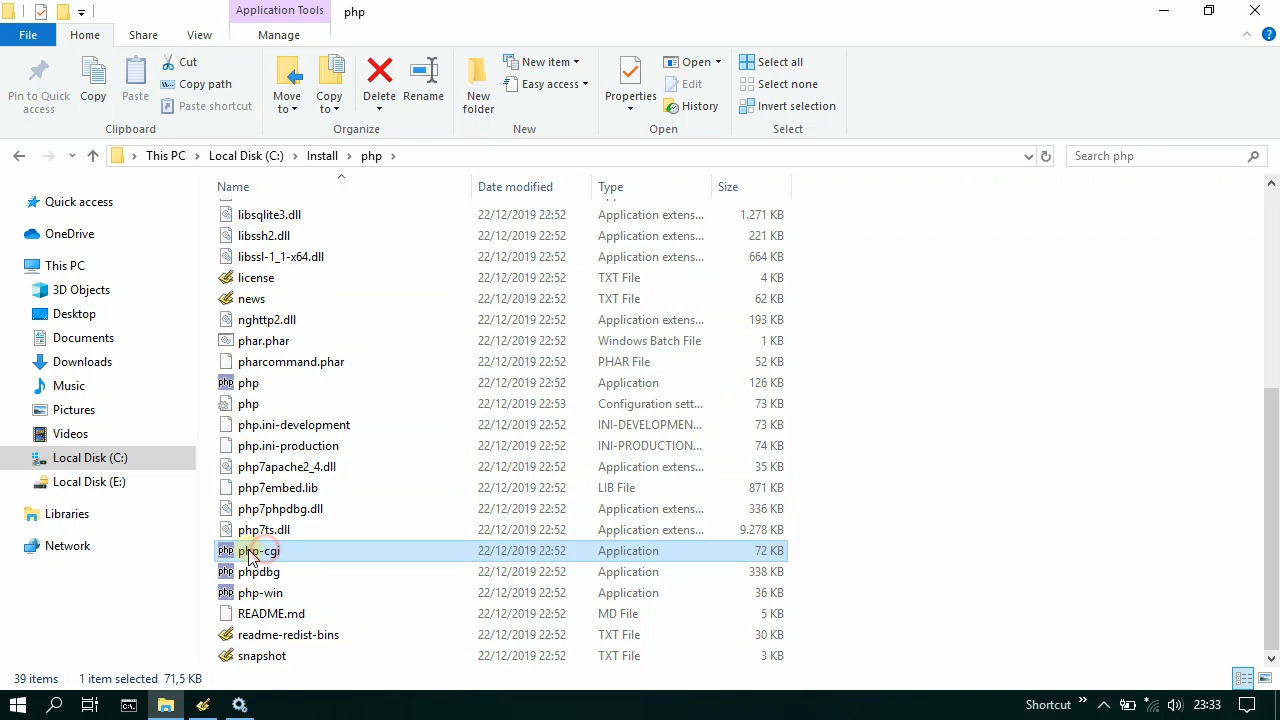 Application Tools
php
File
Home
Share
View
Manage
Pin to Quick access
Copy
Paste
Cut
Copy path
Paste shortcut
Clipboard
Move to
Copy to
Delete
Rename
Organize
New folder
New item
Easy access
New
Properties
Open
Edit
History
Open
Select all
Select none
Invert selection
Select
This PC
Local Disk (C:)
Install
php
Search php
Name
Date modified
Type
Size
Quick access
OneDrive
This PC
3D Objects
Desktop
Documents
Downloads
Music
Pictures
Videos
Local Disk (C:)
Local Disk (E:)
Libraries
Network
libsqlite3.dll 22/12/2019 22:52 Application extens... 1.271 KB
libssh2.dll 22/12/2019 22:52 Application extens... 221 KB
libssl-1_1-x64.dll 22/12/2019 22:52 Application extens... 664 KB
license 22/12/2019 22:52 TXT File 4 KB
news 22/12/2019 22:52 TXT File 62 KB
nghttp2.dll 22/12/2019 22:52 Application extens... 193 KB
phar.phar 22/12/2019 22:52 Windows Batch File 1 KB
pharcommand.phar 22/12/2019 22:52 PHAR File 52 KB
php php 22/12/2019 22:52 Application 126 KB
php 22/12/2019 22:53 Configuration sett... 73 KB
php.ini-development 22/12/2019 22:52 INI-DEVELOPMEN... 73 KB
php.ini-production 22/12/2019 22:52 INI-PRODUCTION... 74 KB
php7apache2_4.dll 22/12/2019 22:52 Application extens... 35 KB
php7embed.lib 22/12/2019 22:52 LIB File 871 KB
php7phpdbg.dll 22/12/2019 22:52 Application extens... 336 KB
php7ts.dll 22/12/2019 22:52 Application extens... 9.278 KB
php php-cgi 22/12/2019 22:52 Application 72 KB
php phpdbg 22/12/2019 22:52 Application 338 KB
php php-win 22/12/2019 22:52 Application 36 KB
README.md 22/12/2019 22:52 MD File 5 KB
readme-redist-bins 22/12/2019 22:52 TXT File 30 KB
snapshot 22/12/2019 22:52 TXT File 3 KB
39 items 1 item selected 71,5 KB
Shortcut
23:33